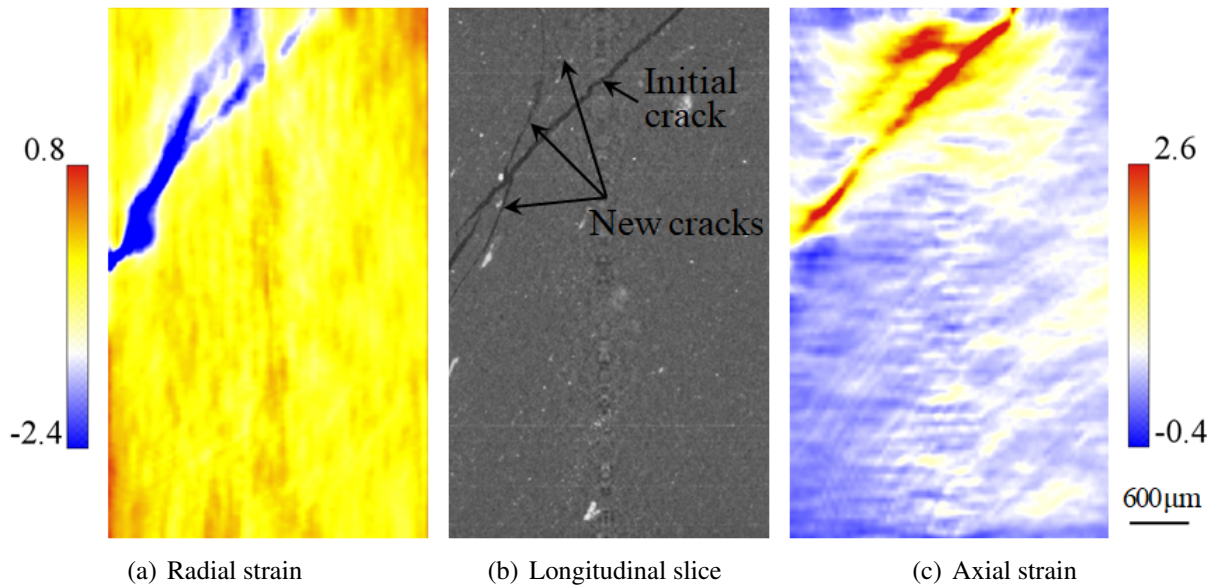 0.8
-2.4
Initial
crack
New cracks
2.6
-0.4
600µm
(a) Radial strain
(b) Longitudinal slice
(c) Axial strain